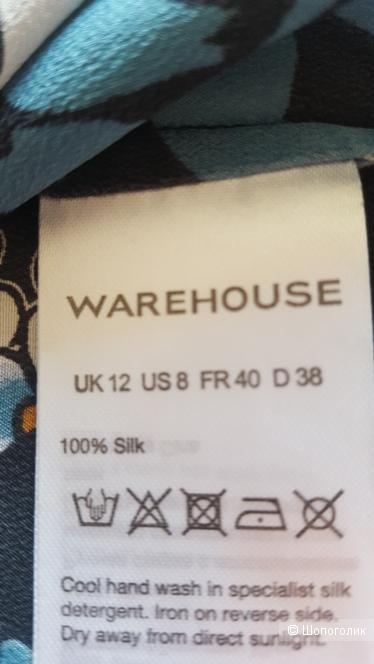 WAREHOUSE
UK 12 US 8 FR 40 D 38
100% Silk
Cool hand wash in specialist silk
detergent. Iron on reverse side.
Dry away from direct sunlight.
© Шопоголик